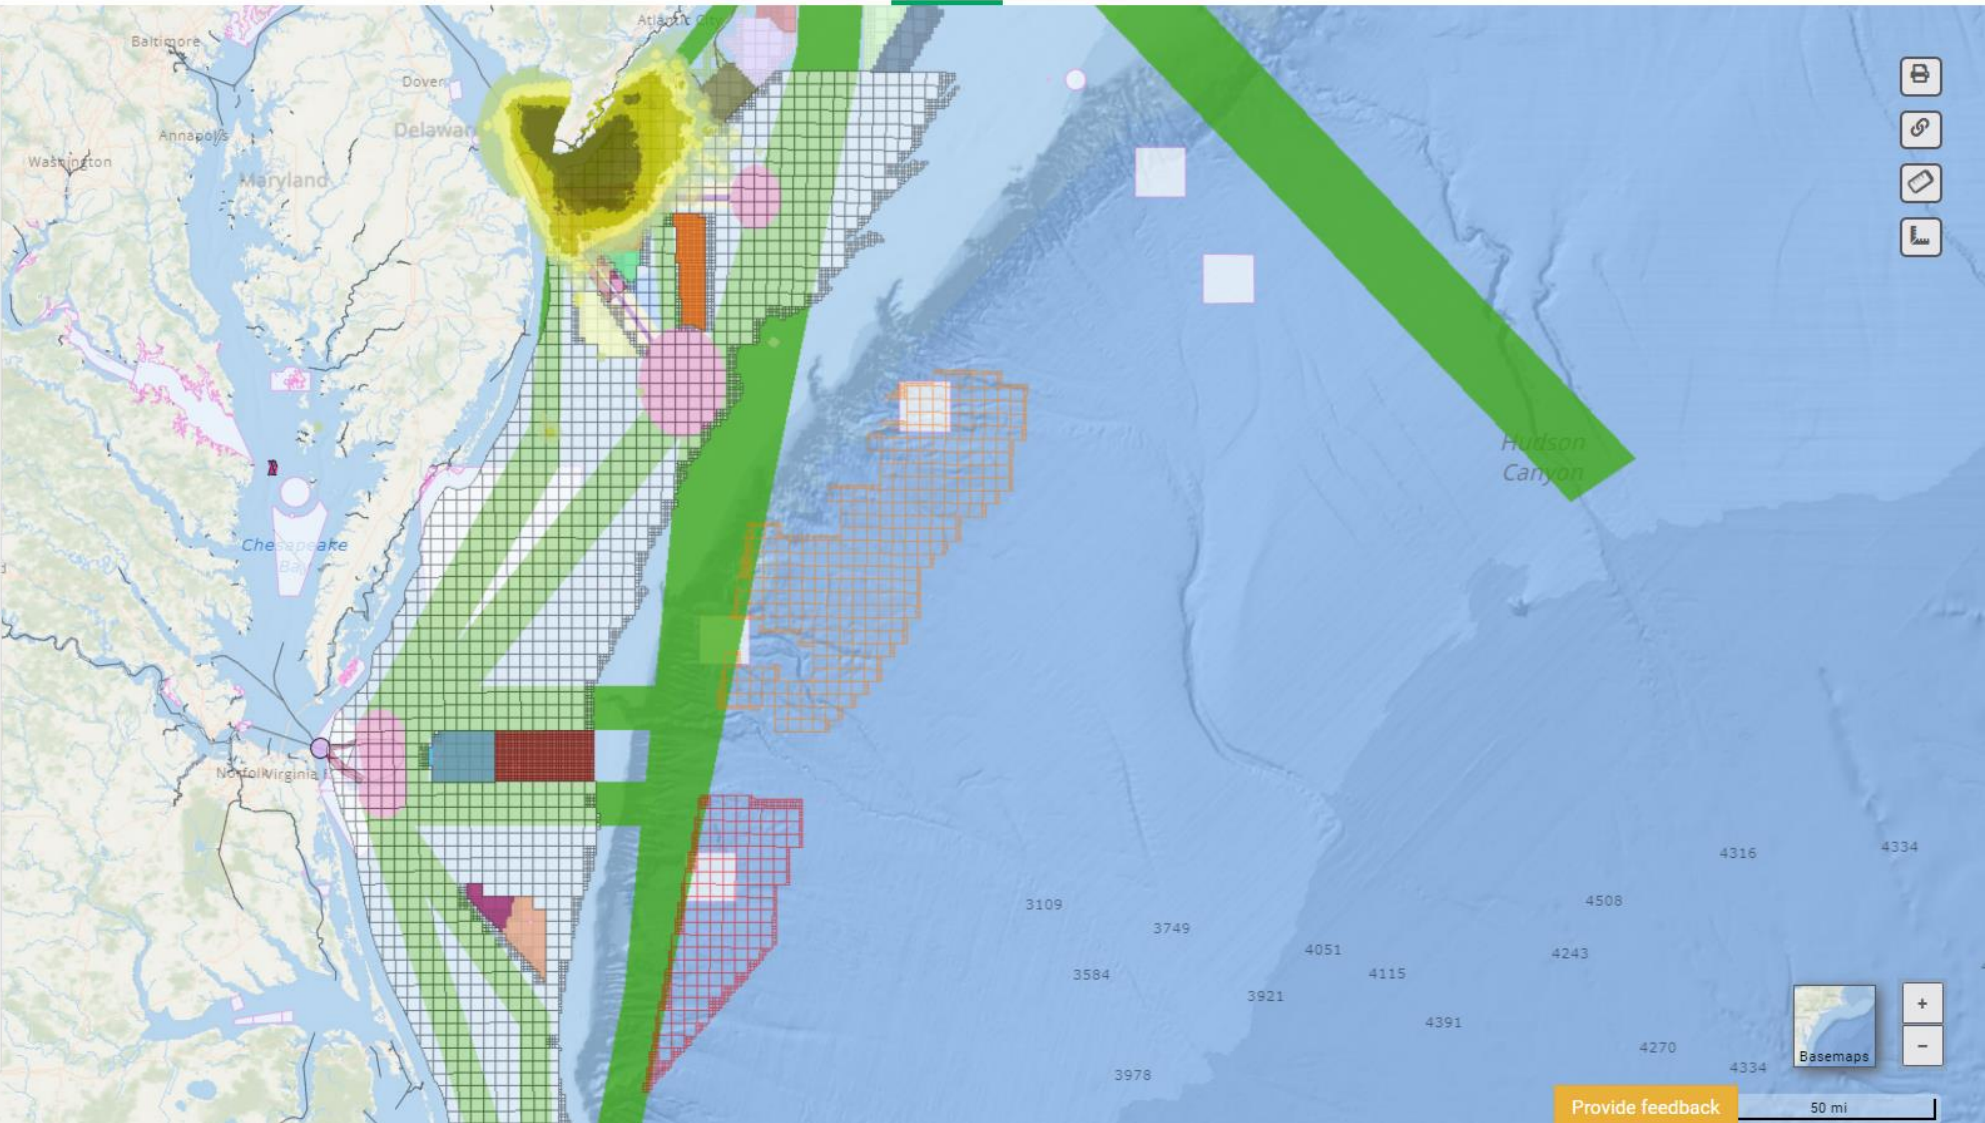 Atlantic City
Baltimore
Dover
Delaware
Annapolis
Washington
Maryland
Hudson
Canyon
Chesapeake
Bay
Norfolk
Virginia
4316
4334
4508
3109
3749
4051
4243
3584
4115
3921
4391
4270
4334
3978
Basemaps
+
−
Provide feedback
50 mi